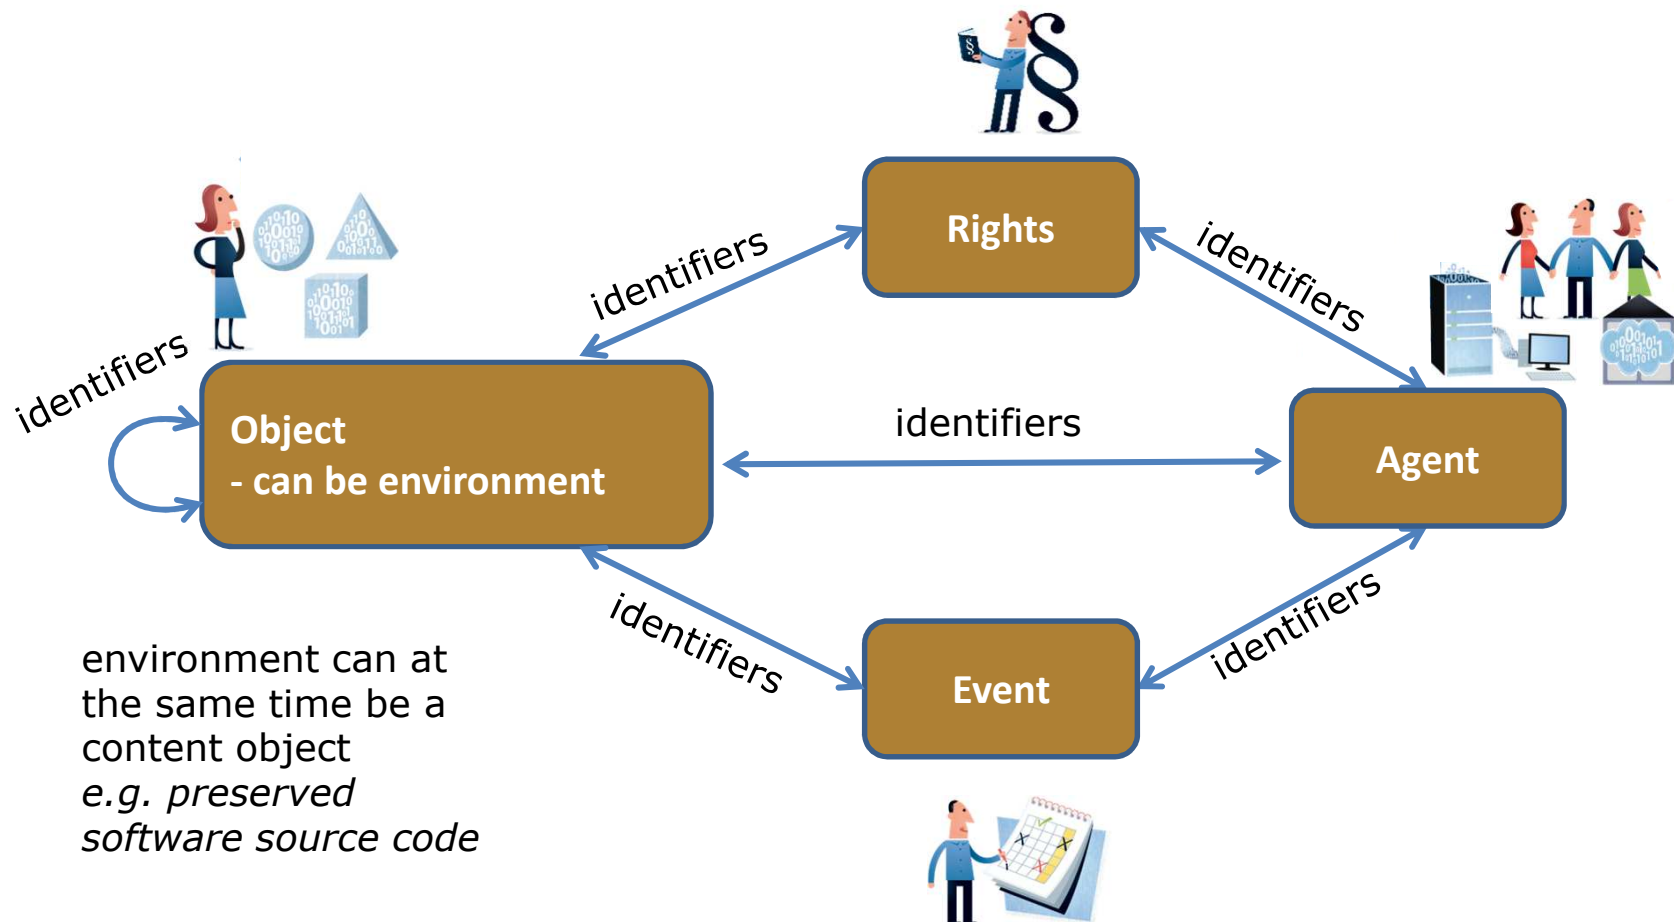 §
Rights
identifiers
identifiers
identifiers
Object
- can be environment
identifiers
Agent
identifiers
identifiers
Event
environment can at
the same time be a
content object
e.g. preserved
software source code